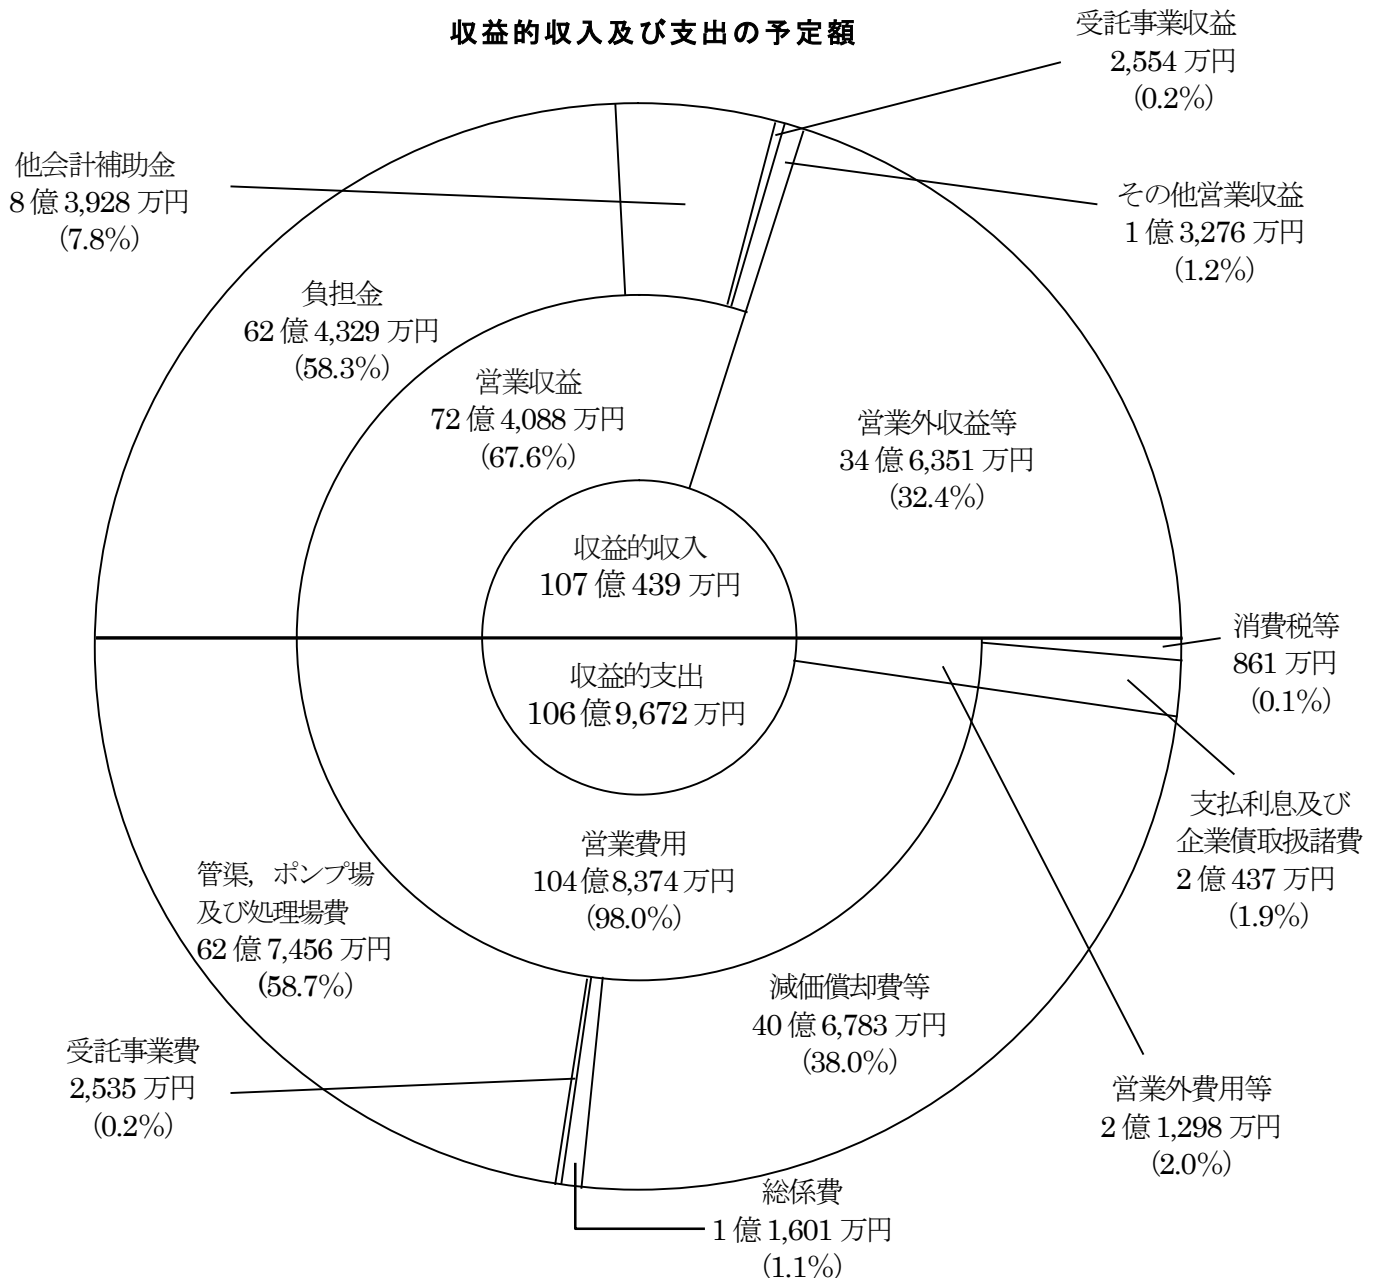 収益的収入及び支出の予定額
受託事業収益
2,554 万円
(0.2%)
他会計補助金
8 億 3,928 万円
(7.8%)
その他営業収益
1 億 3,276 万円
(1.2%)
負担金
62 億 4,329 万円
(58.3%)
営業収益
72 億 4,088 万円
(67.6%)
営業外収益等
34 億 6,351 万円
(32.4%)
収益的収入
107 億 439 万円
収益的支出
106 億 9,672 万円
消費税等
861 万円
(0.1%)
支払利息及び
企業債取扱諸費
2 億 437 万円
(1.9%)
営業費用
104 億 8,374 万円
(98.0%)
管渠，ポンプ場
及び処理場費
62 億 7,456 万円
(58.7%)
減価償却費等
40 億 6,783 万円
(38.0%)
受託事業費
2,535 万円
(0.2%)
営業外費用等
2 億 1,298 万円
(2.0%)
総係費
1 億 1,601 万円
(1.1%)